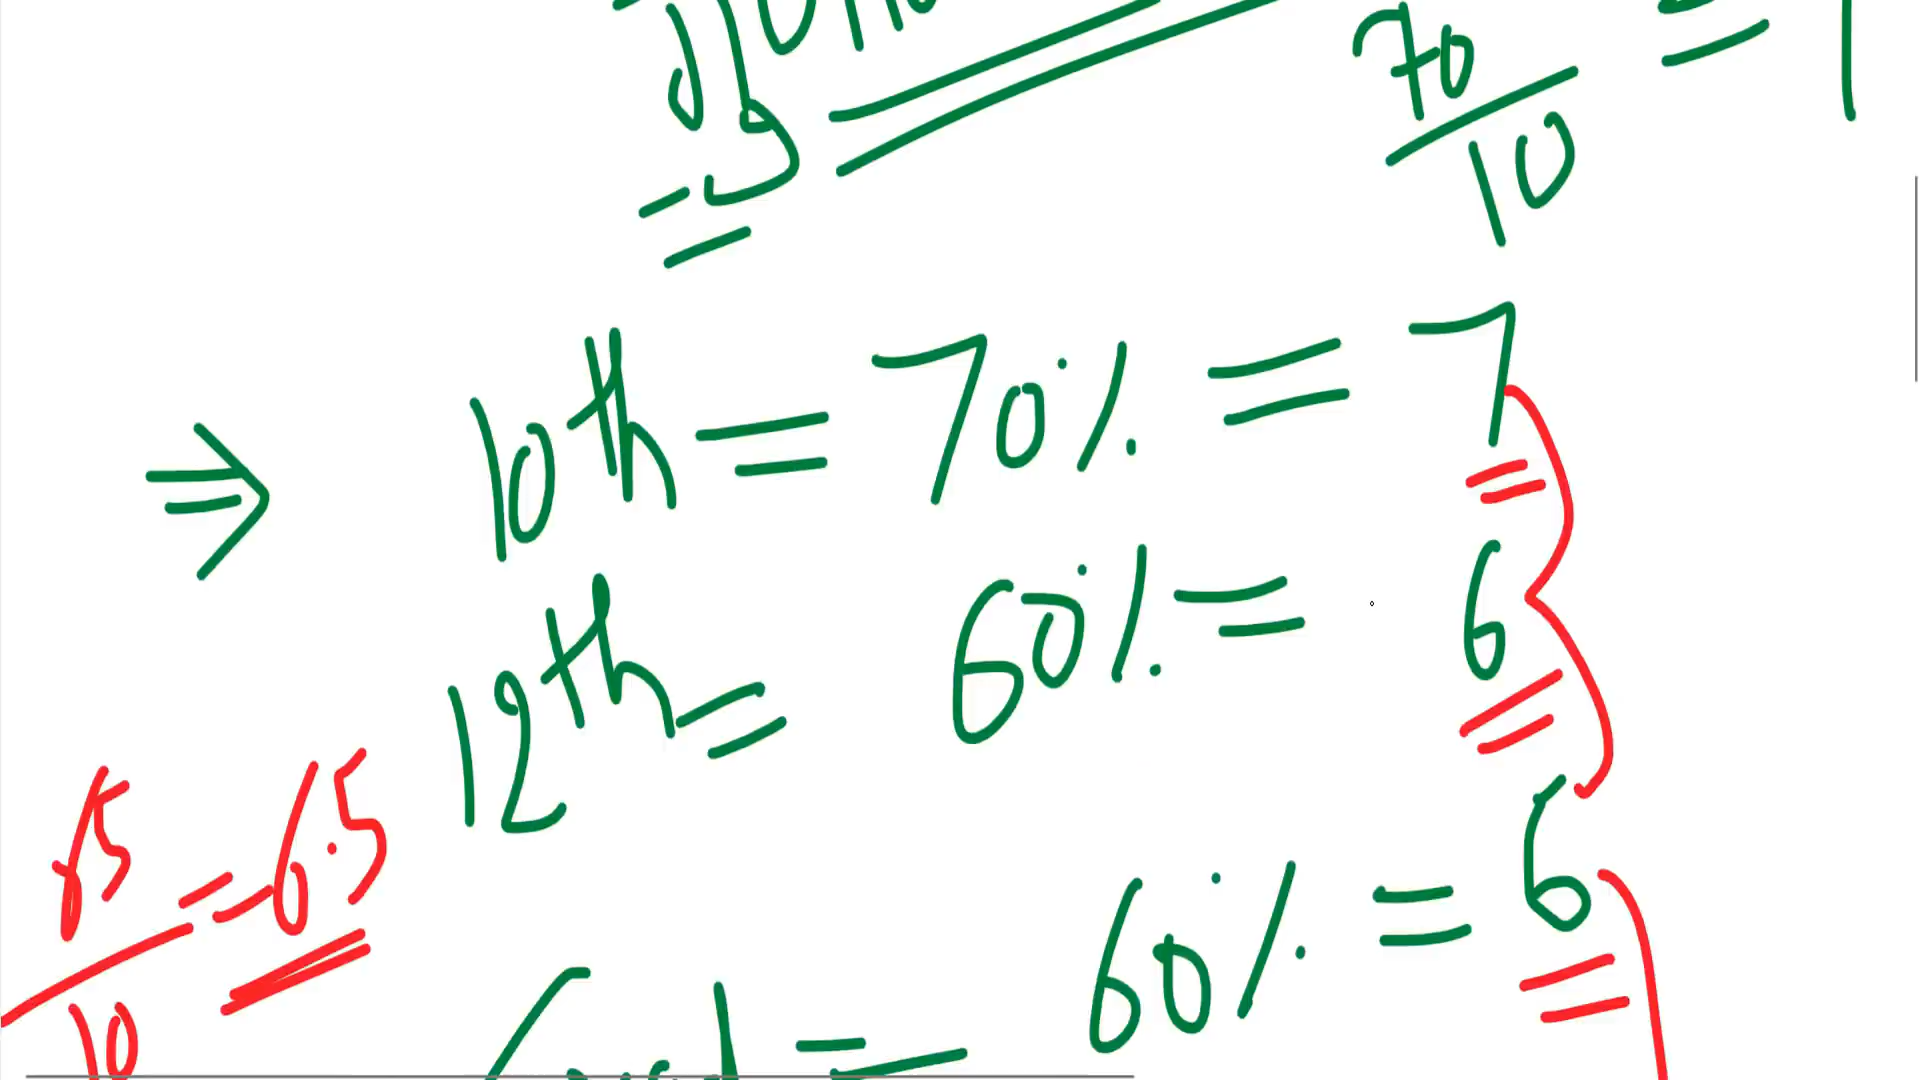 70/10 =
⇒ 10th = 70% = 7
12th = 60% = 6
65/10 = 6.5
60% = 6